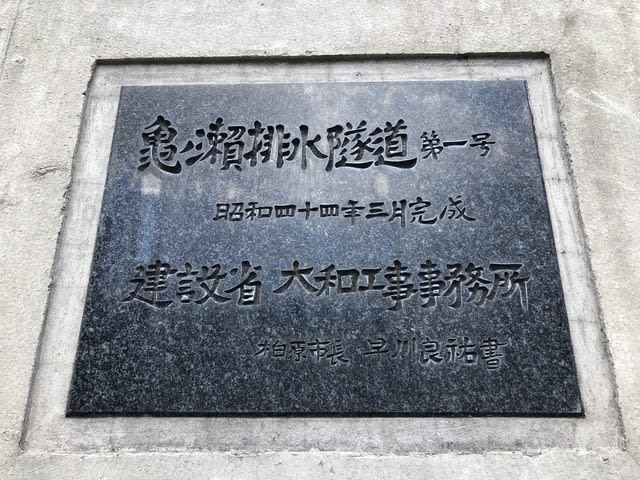 亀ノ瀬排水隧道第一号
昭和四十四年三月完成
建設省 大和工事事務所
柏原市長 早川良祐書